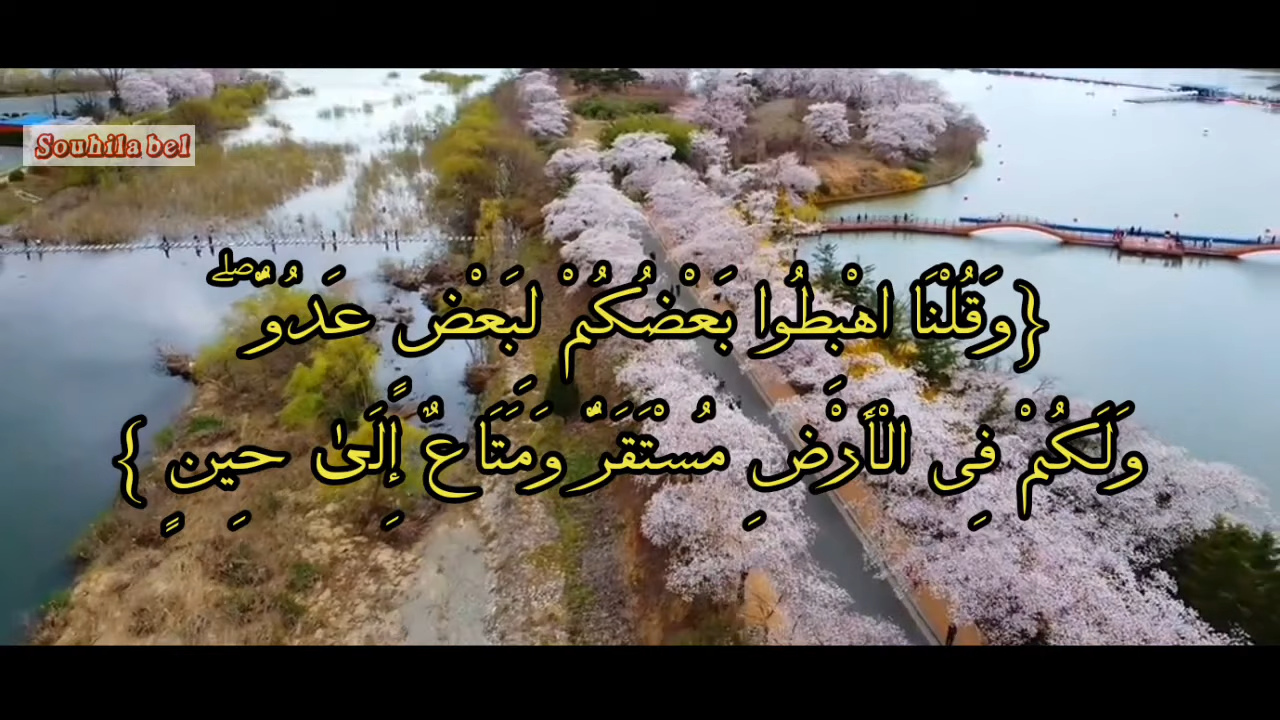 Souhila bel
{وَقُلْنَا اهْبِطُوا بَعْضُكُمْ لِبَعْضٍ عَدُوٌّ ۖ
وَلَكُمْ فِى الْأَرْضِ مُسْتَقَرٌّ وَمَتَاعٌ إِلَىٰ حِينٍ }